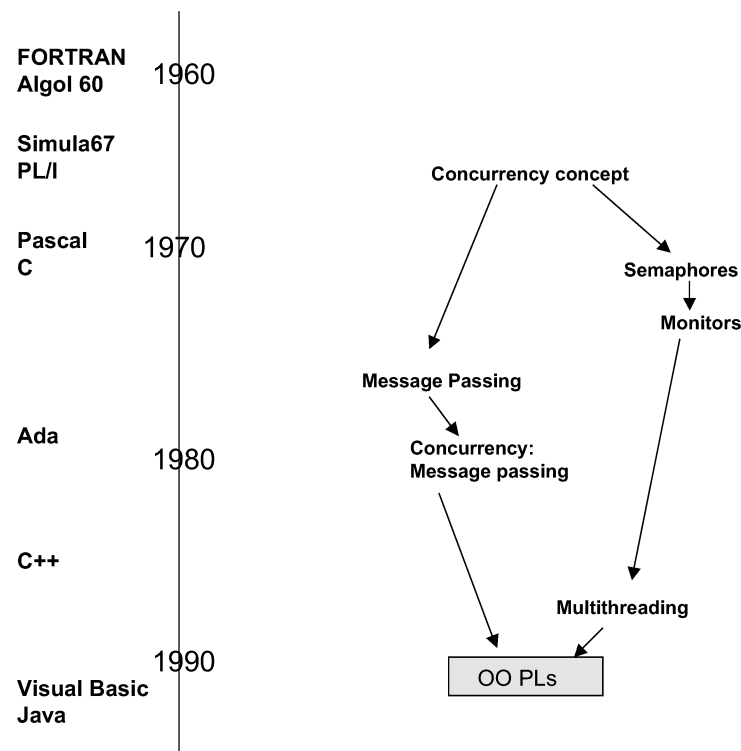 FORTRAN
Algol 60
1960
Simula67
PL/I
Concurrency concept
Pascal
C
1970
Semaphores
Monitors
Message Passing
Ada
1980
Concurrency:
Message passing
C++
Multithreading
1990
OO PLs
Visual Basic
Java